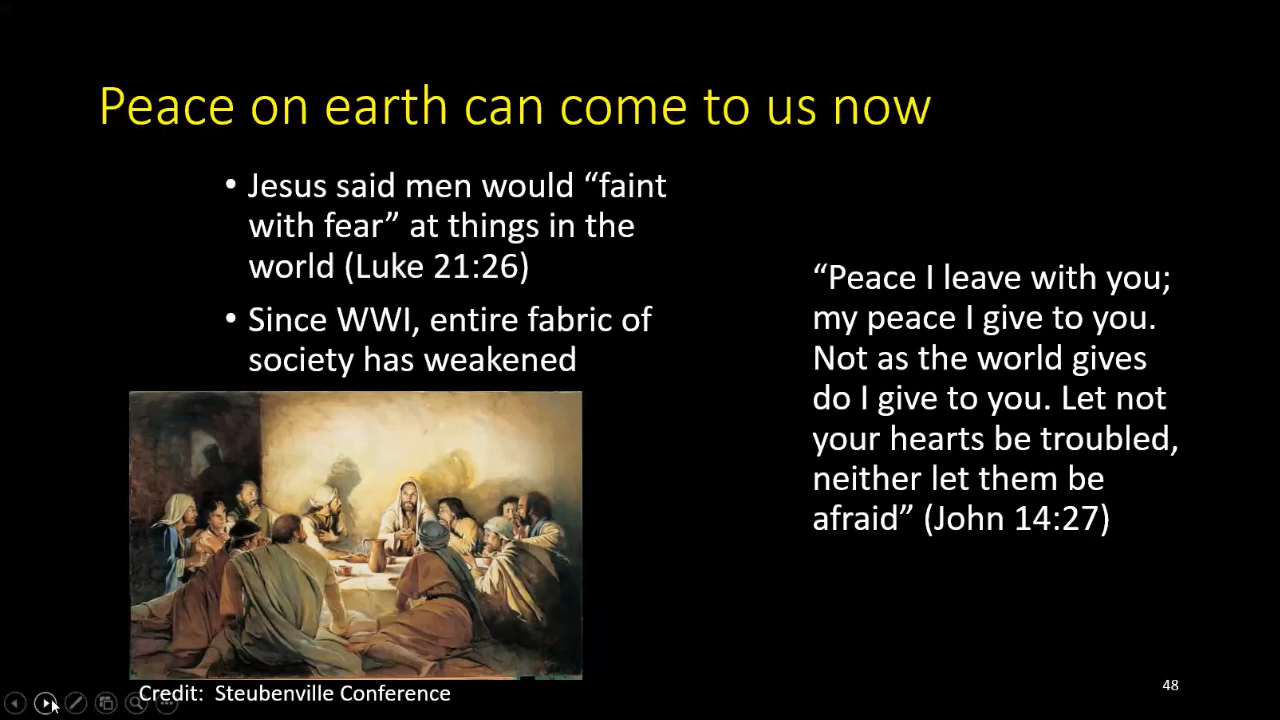 Peace on earth can come to us now
• Jesus said men would “faint
with fear” at things in the
world (Luke 21:26)
• Since WWI, entire fabric of
society has weakened
“Peace I leave with you;
my peace I give to you.
Not as the world gives
do I give to you. Let not
your hearts be troubled,
neither let them be
afraid” (John 14:27)
Credit:  Steubenville Conference
48